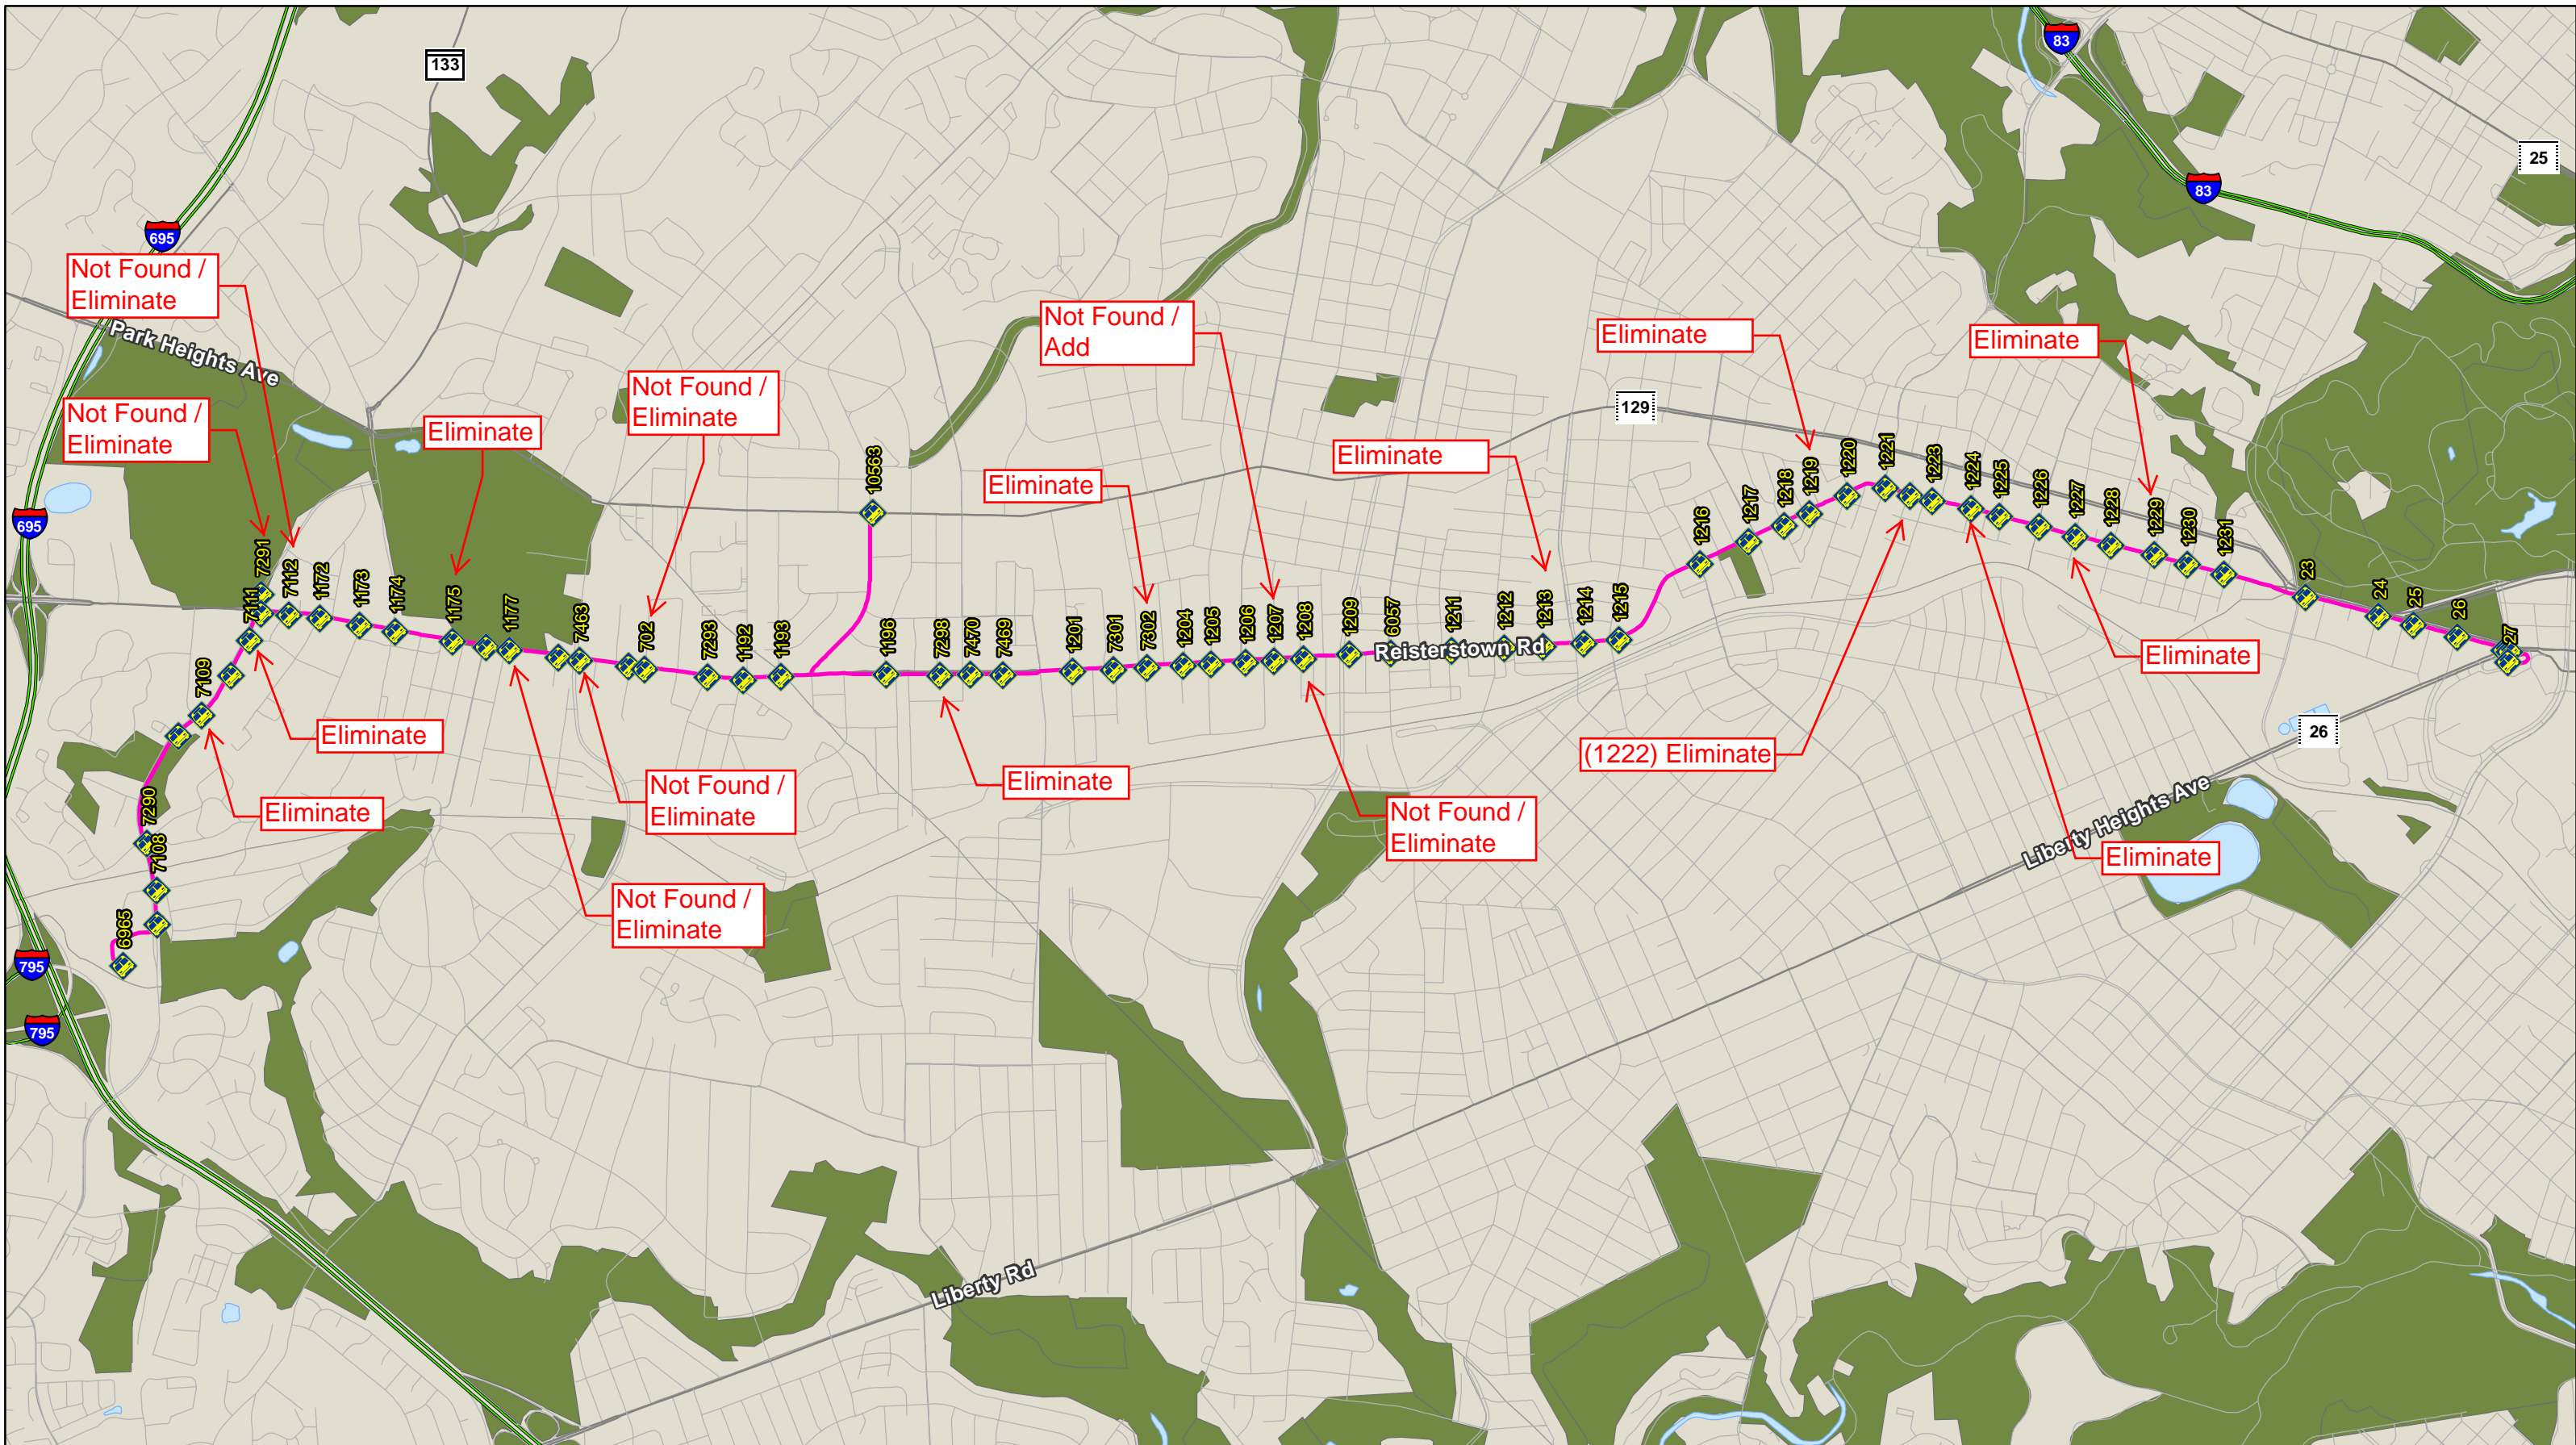 83
133
25
83
695
Not Found /
Eliminate
Not Found /
Add
Park Heights Ave
Eliminate
Eliminate
Not Found /
Eliminate
Not Found /
Eliminate
129
Eliminate
Eliminate
Eliminate
695
10563
1216
1217
1218
1219
1220
1221
1223
1224
1225
1226
1227
1228
1229
1230
1231
23
24
25
26
27
7291
7111
7112
1172
1173
1174
1175
1177
7463
702
7293
1192
1193
1196
7298
7470
7469
1201
7301
7302
1204
1205
1206
1207
1208
1209
6057
1211
1212
1213
1214
1215
Reisterstown Rd
7109
Eliminate
Eliminate
26
(1222) Eliminate
Eliminate
Not Found /
Eliminate
Eliminate
Not Found /
Eliminate
7290
7108
Liberty Heights Ave
Eliminate
Not Found /
Eliminate
6965
795
795
Liberty Rd